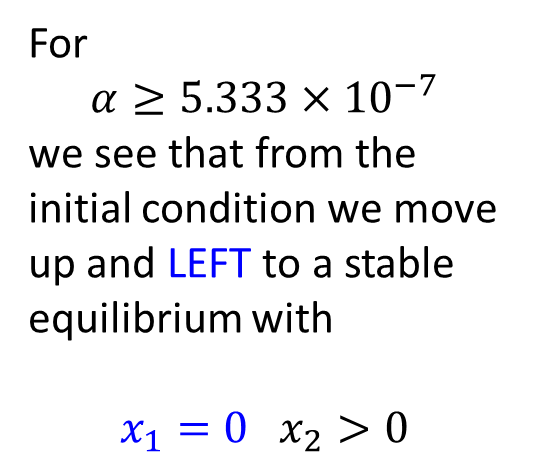 For
α ≥ 5.333 × 10⁻⁷
we see that from the
initial condition we move
up and LEFT to a stable
equilibrium with
x₁ = 0 x₂ > 0